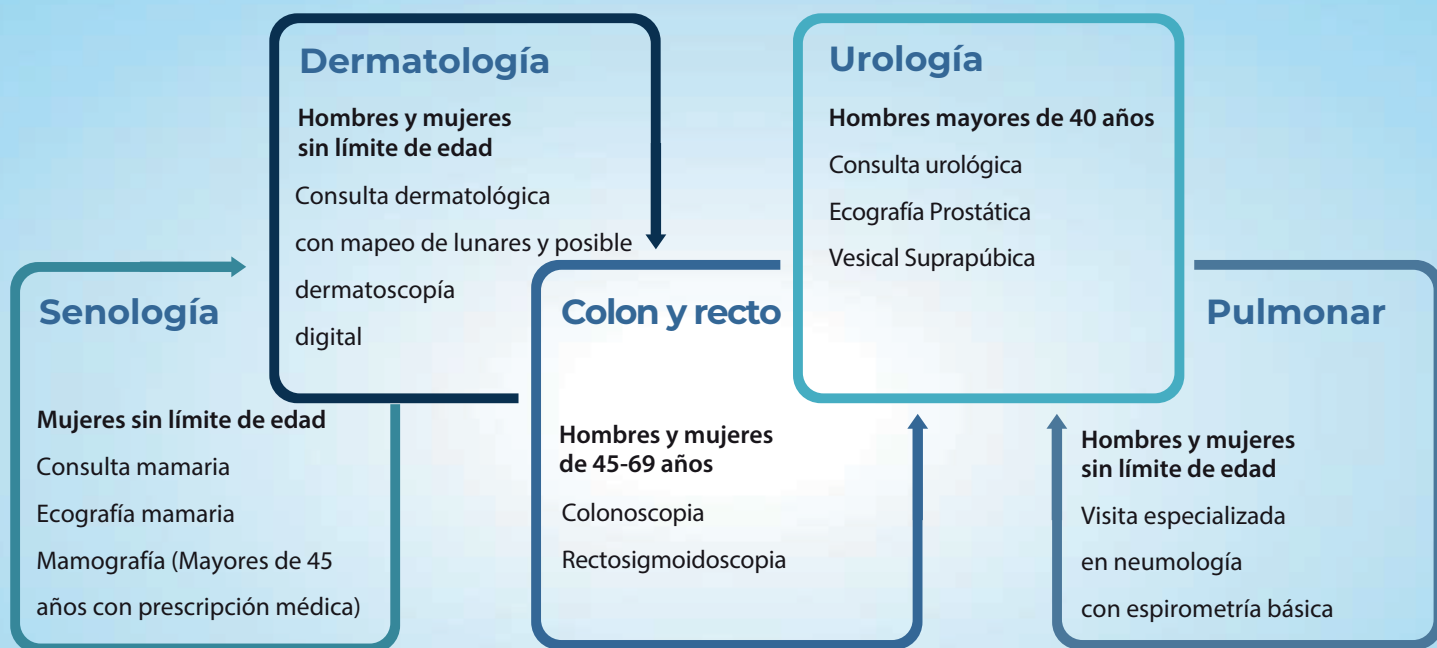 Senología
Mujeres sin límite de edad
Consulta mamaria
Ecografía mamaria
Mamografía (Mayores de 45
años con prescripción médica)
Dermatología
Hombres y mujeres
sin límite de edad
Consulta dermatológica
con mapeo de lunares y posible
dermatoscopía
digital
Colon y recto
Hombres y mujeres
de 45-69 años
Colonoscopia
Rectosigmoidoscopia
Urología
Hombres mayores de 40 años
Consulta urológica
Ecografía Prostática
Vesical Suprapúbica
Pulmonar
Hombres y mujeres
sin límite de edad
Visita especializada
en neumología
con espirometría básica